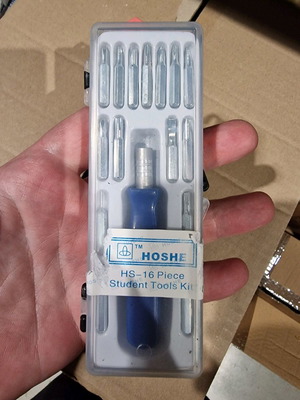 TM HOSHE
HS-16 Piece
Student Tools Kit